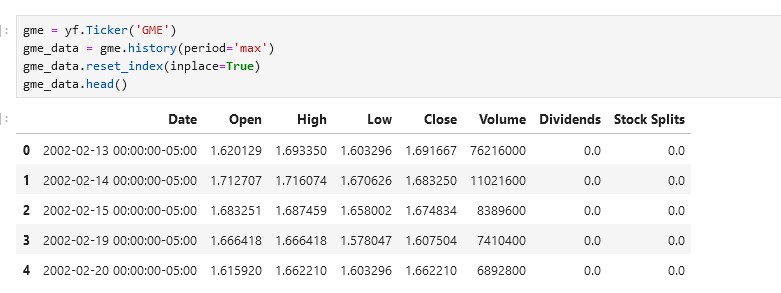 ]: gme = yf.Ticker('GME')
gme_data = gme.history(period='max')
gme_data.reset_index(inplace=True)
gme_data.head()
]: Date Open High Low Close Volume Dividends Stock Splits
0 2002-02-13 00:00:00-05:00 1.620129 1.693350 1.603296 1.691667 76216000 0.0 0.0
1 2002-02-14 00:00:00-05:00 1.712707 1.716074 1.670626 1.683250 11021600 0.0 0.0
2 2002-02-15 00:00:00-05:00 1.683251 1.687459 1.658002 1.674834 8389600 0.0 0.0
3 2002-02-19 00:00:00-05:00 1.666418 1.666418 1.578047 1.607504 7410400 0.0 0.0
4 2002-02-20 00:00:00-05:00 1.615920 1.662210 1.603296 1.662210 6892800 0.0 0.0